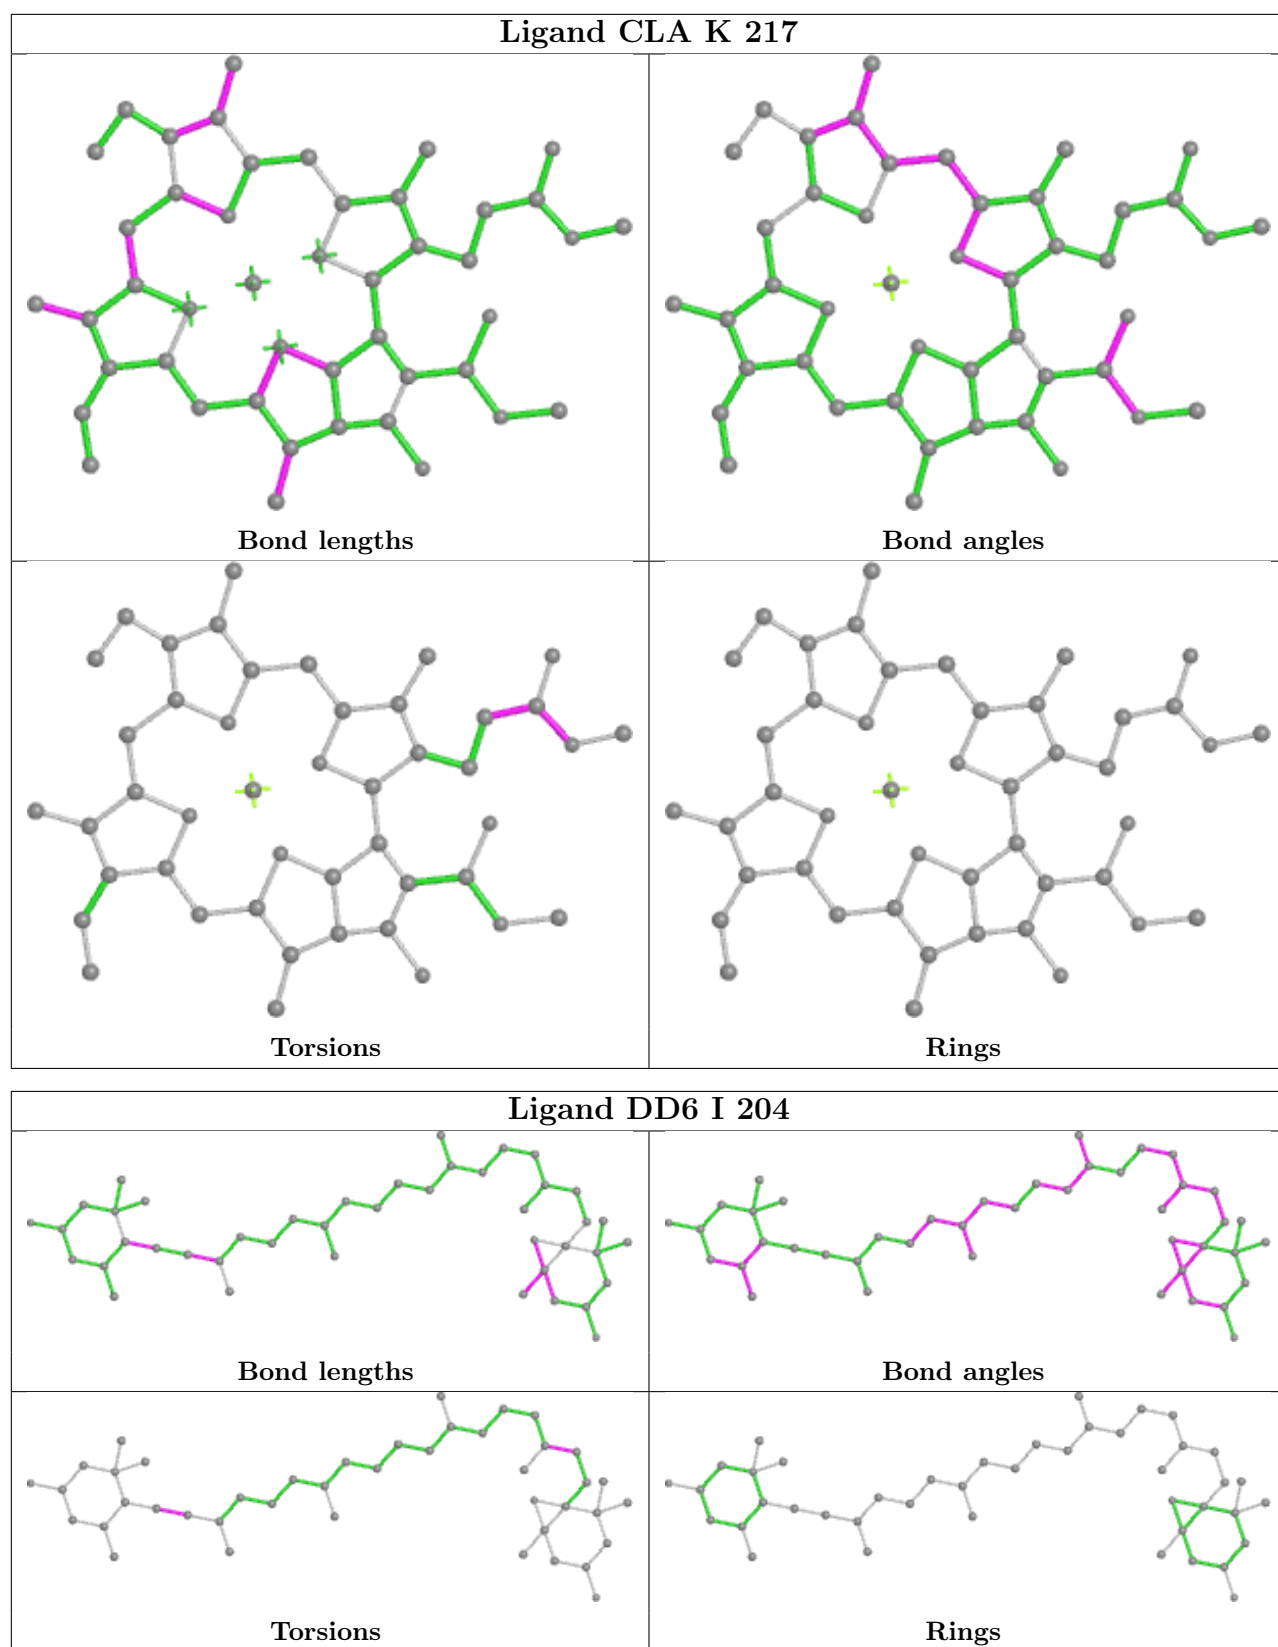 Ligand CLA K 217
Bond lengths
Bond angles
Torsions
Rings
Ligand DD6 I 204
Bond lengths
Bond angles
Torsions
Rings